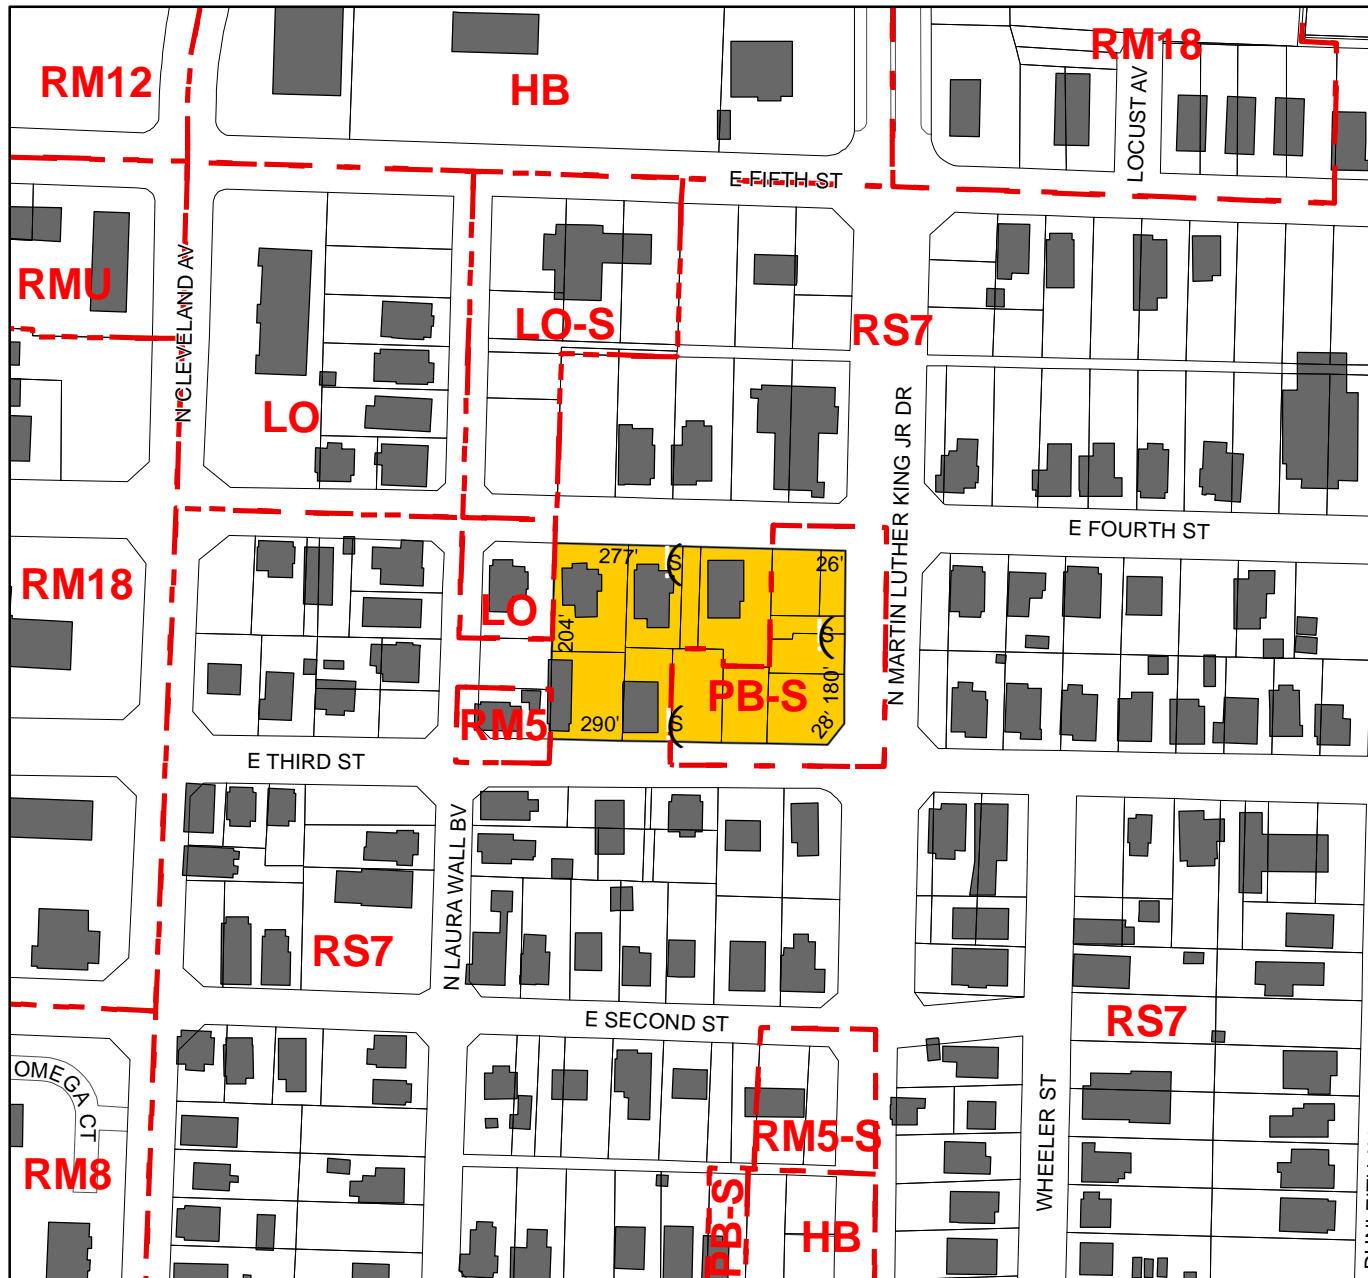 RM18
RM12
HB
LOCUST AV
E FIFTH ST
N CLEVELAND AV
RMU
LO-S
RS7
LO
N MARTIN LUTHER KING JR DR
E FOURTH ST
277'
S
26'
RM18
LO
204'
S
PB-S
180'
28'
RM5
290'
S
E THIRD ST
N LAURA WALL BV
RS7
E SECOND ST
RS7
OMEGA CT
WHEELER ST
RM5-S
RM8
PB-S
HB